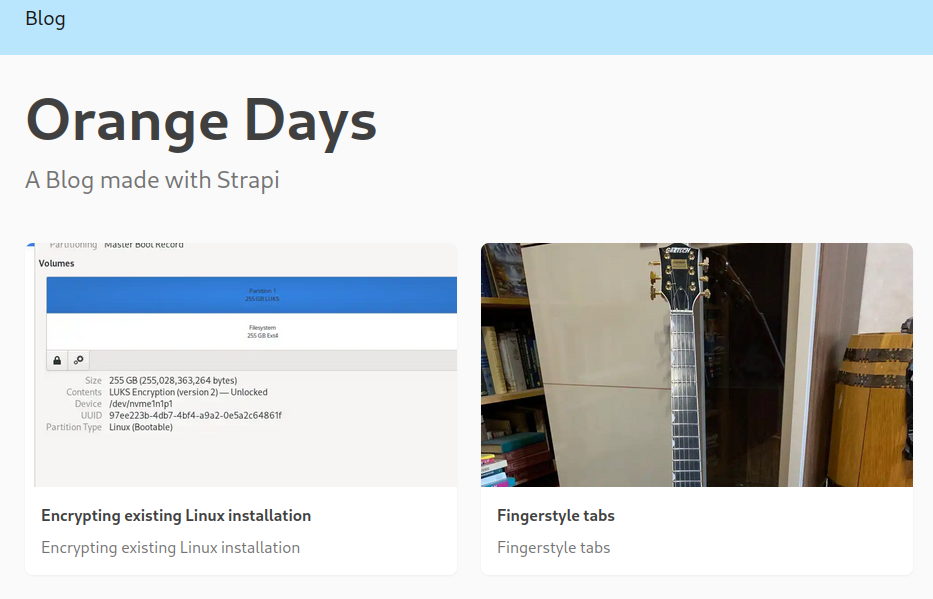 Blog
Orange Days
A Blog made with Strapi
Partitioning Master Boot Record
Volumes
Partition 1
255 GB LUKS
Filesystem
255 GB Ext4
Size 255 GB (255,028,363,264 bytes)
Contents LUKS Encryption (version 2) — Unlocked
Device /dev/nvme1n1p1
UUID 97ee223b-4db7-4bf4-a9a2-0e5a2c64861f
Partition Type Linux (Bootable)
GRETSCH
Encrypting existing Linux installation
Encrypting existing Linux installation
Fingerstyle tabs
Fingerstyle tabs